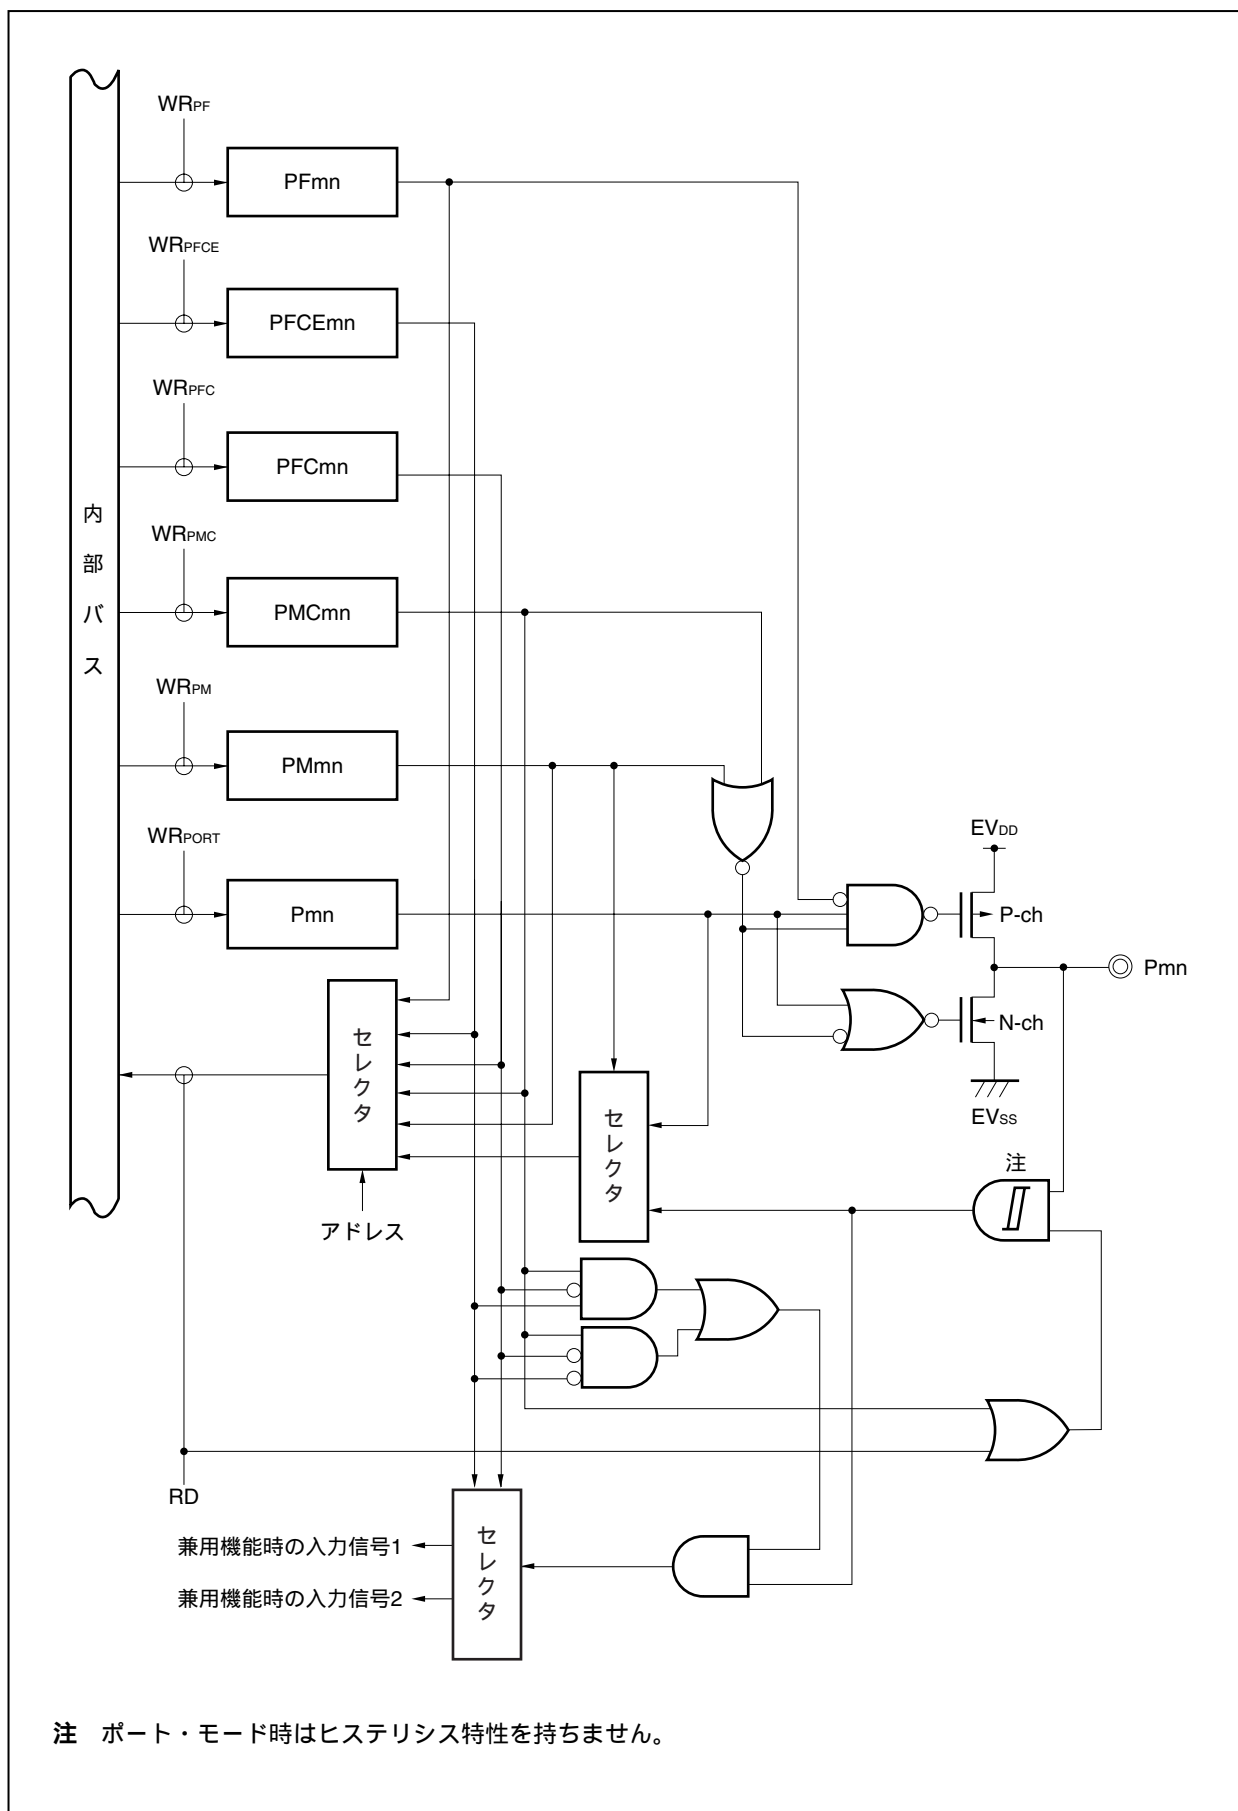 WRPF
PFmn
WRPFCE
PFCEmn
WRPFC
PFCmn
内部バス
WRPMC
PMCmn
WRPM
PMmn
WRPORT
Pmn
EVDD
P-ch
Pmn
N-ch
EVSS
セレクタ
セレクタ
アドレス
注
RD
セレクタ
兼用機能時の入力信号1
兼用機能時の入力信号2
注 ポート・モード時はヒステリシス特性を持ちません。